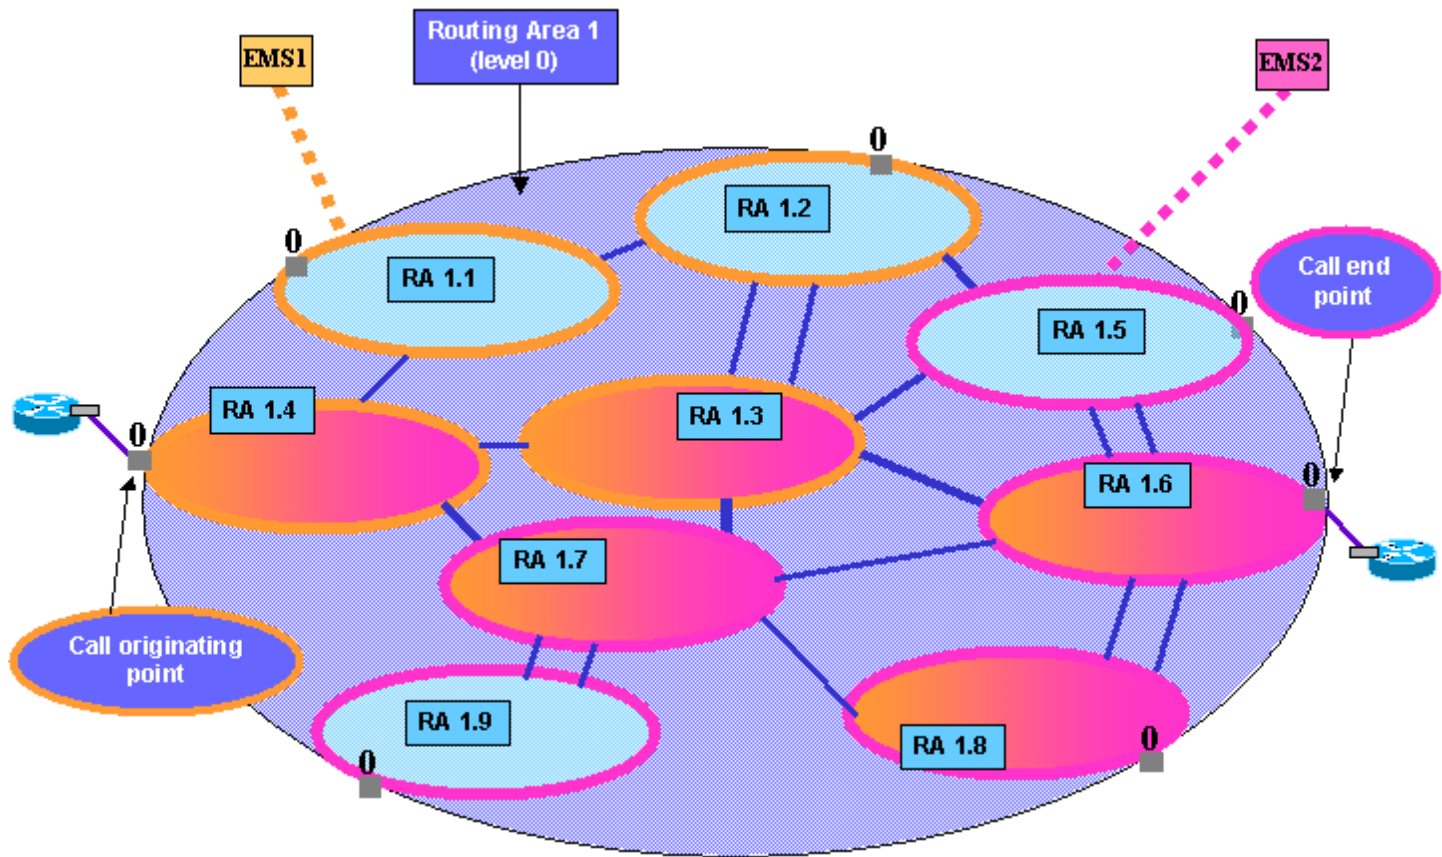 Routing Area 1
(level 0)
EMS1
EMS2
0
RA 1.2
0
RA 1.1
Call end
point
0
RA 1.5
RA 1.4
RA 1.3
0
RA 1.6
0
RA 1.7
Call originating
point
RA 1.9
0
RA 1.8
0